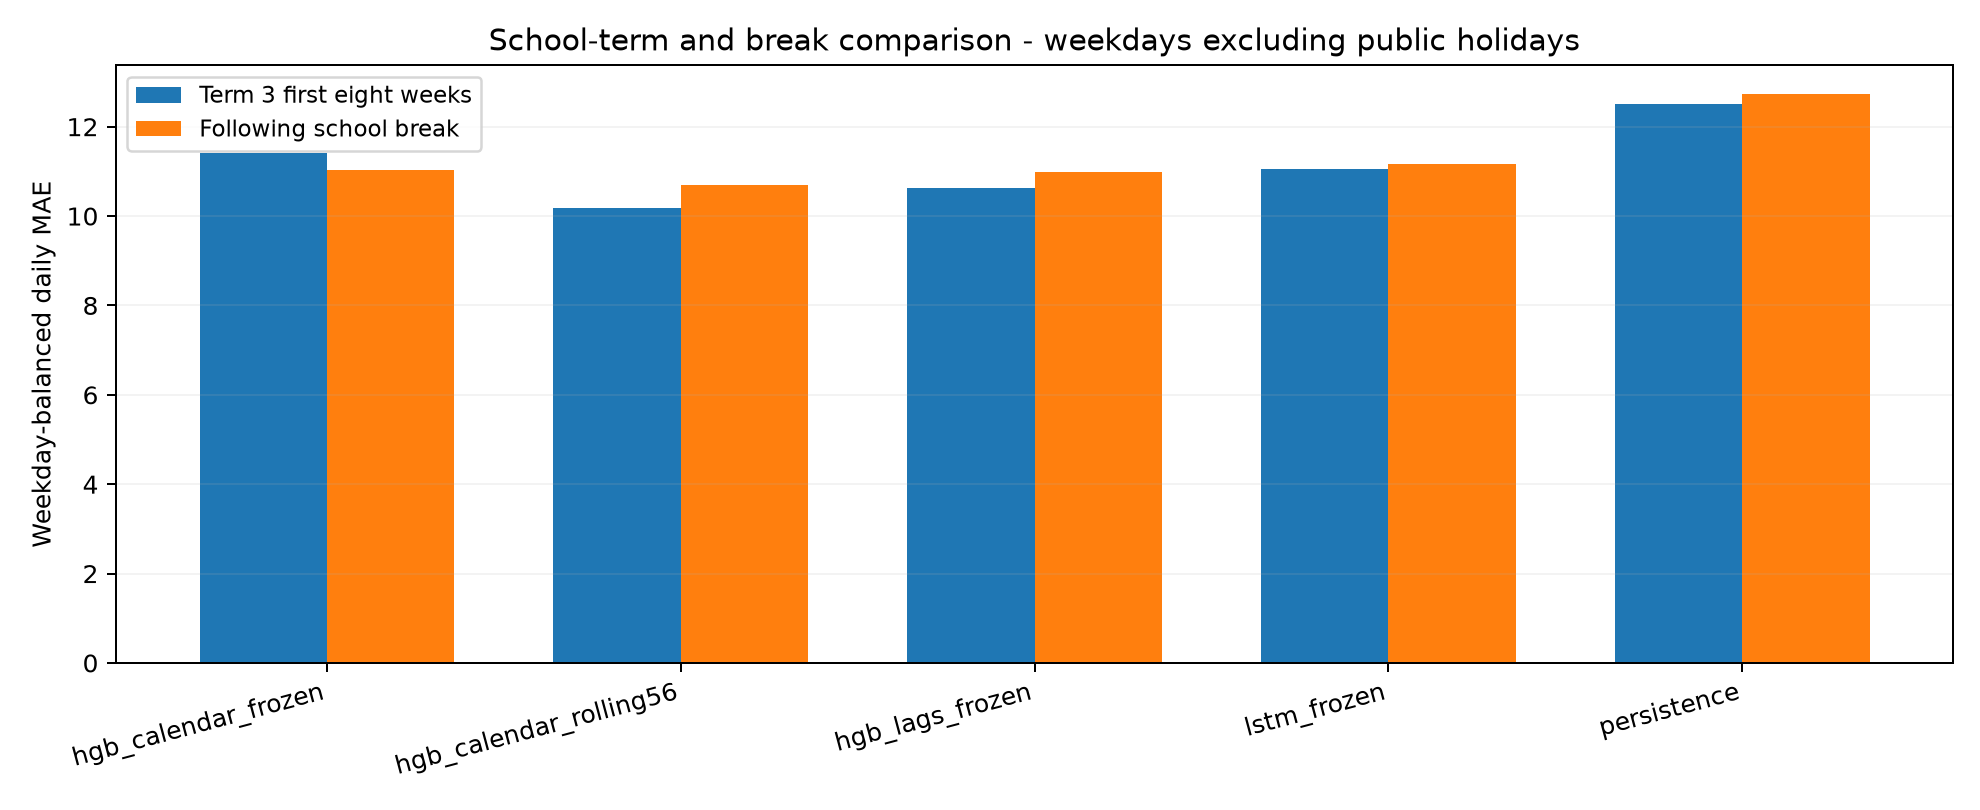 School-term and break comparison - weekdays excluding public holidays
Term 3 first eight weeks
Following school break
Weekday-balanced daily MAE
12
10
8
6
4
2
0
hgb_calendar_frozen
hgb_calendar_rolling56
hgb_lags_frozen
lstm_frozen
persistence